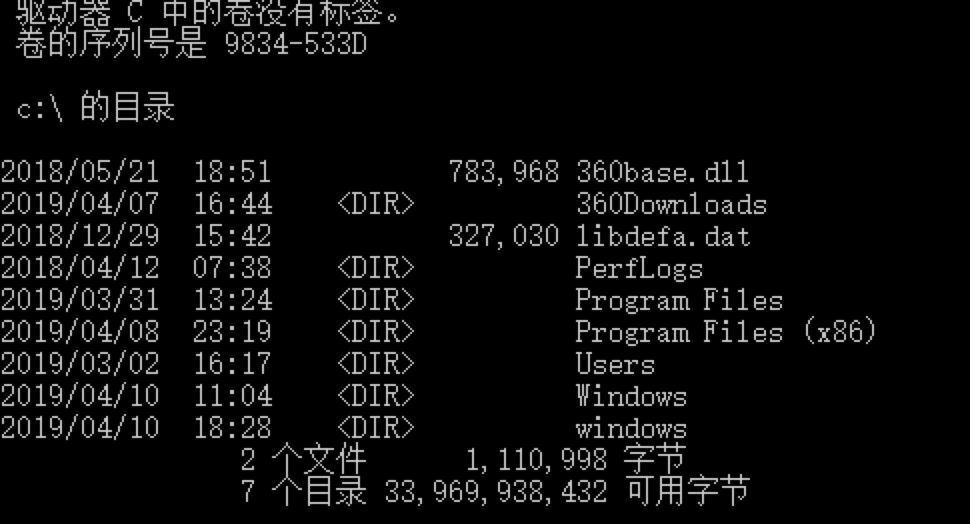 驱动器 C 中的卷没有标签。
卷的序列号是 9834-533D
c:\ 的目录
2018/05/21 18:51 783,968 360base.dll
2019/04/07 16:44 <DIR> 360Downloads
2018/12/29 15:42 327,030 libdefa.dat
2018/04/12 07:38 <DIR> PerfLogs
2019/03/31 13:24 <DIR> Program Files
2019/04/08 23:19 <DIR> Program Files (x86)
2019/03/02 16:17 <DIR> Users
2019/04/10 11:04 <DIR> Windows
2019/04/10 18:28 <DIR> windows
2 个文件 1,110,998 字节
7 个目录 33,969,938,432 可用字节